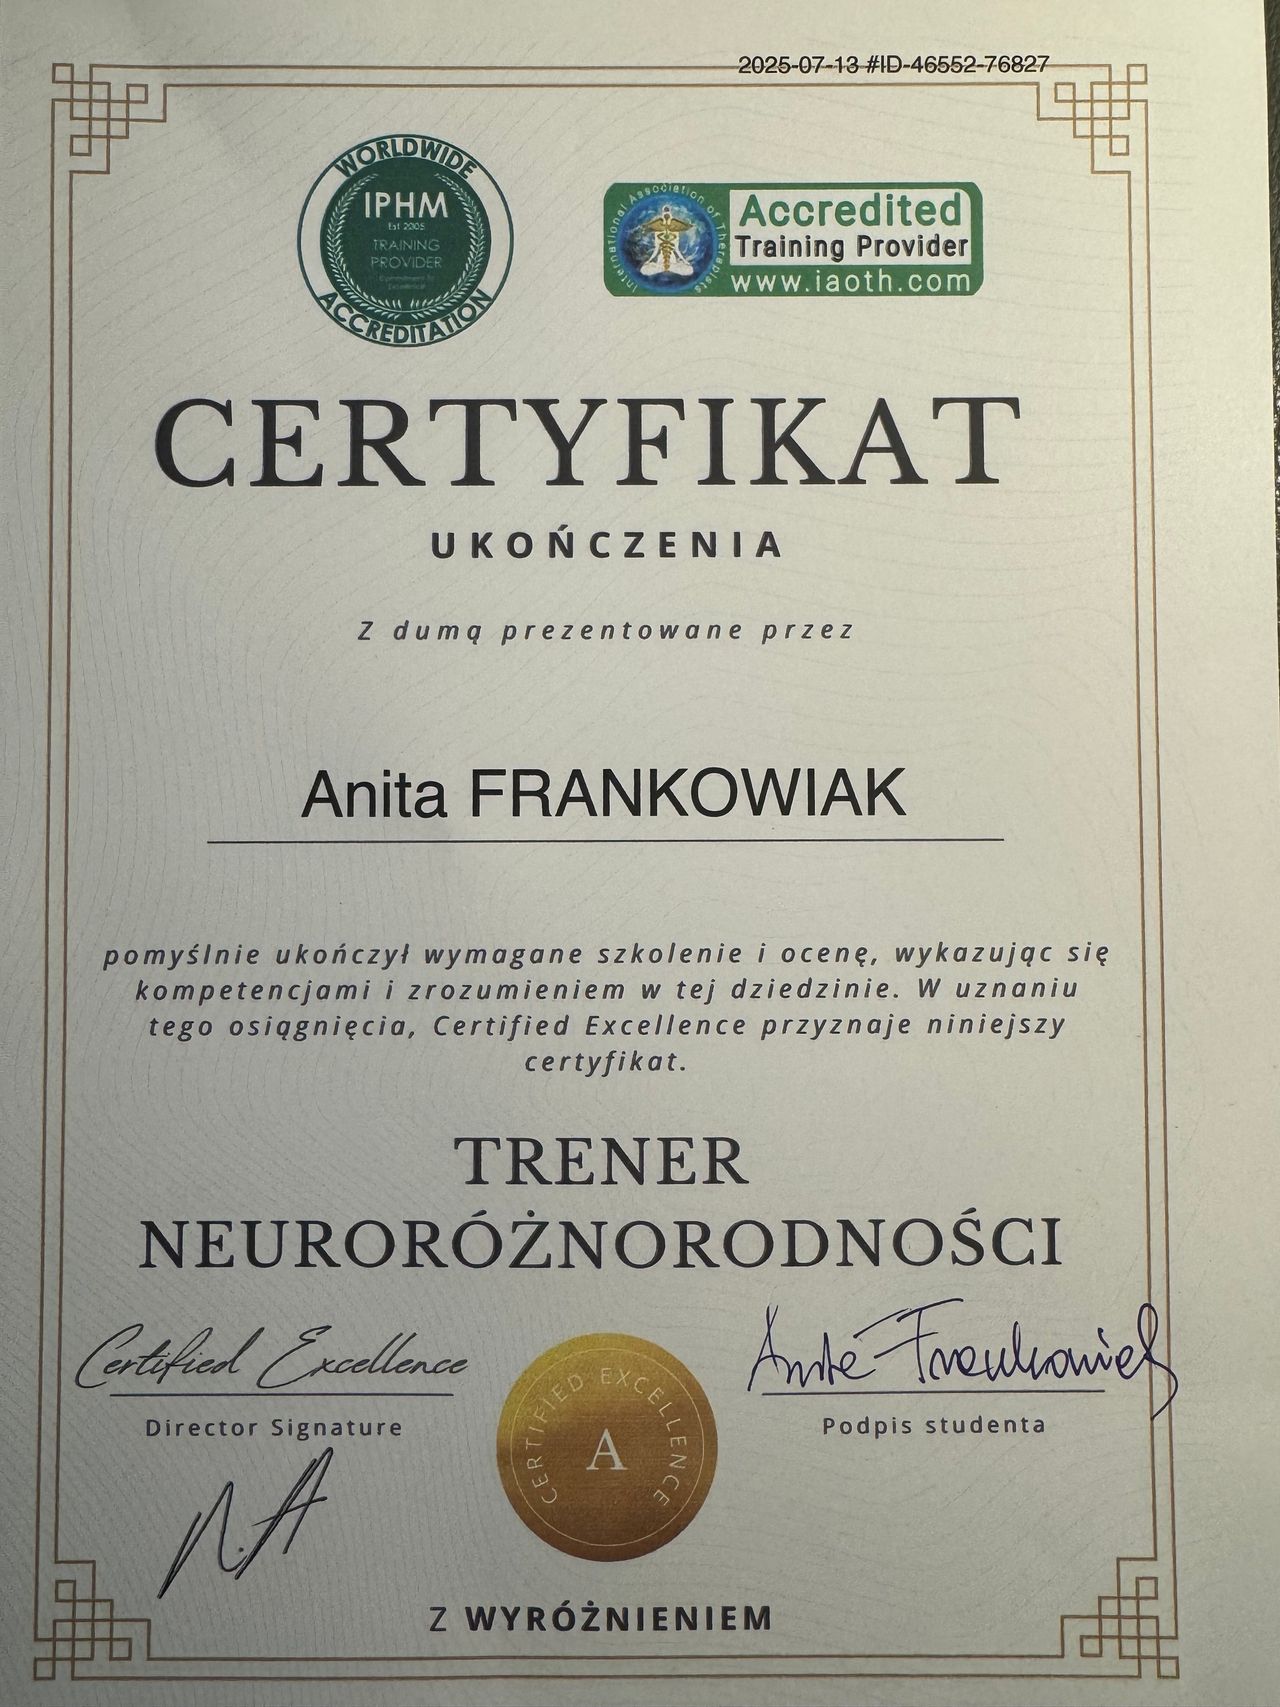 2025-07-13 #ID-46552-76827
WORLDWIDE
IPHM
Est 2005
TRAINING
PROVIDER
Commitment to
Excellence
ACCREDITATION
International Association of Therapists
Accredited
Training Provider
www.iaoth.com
CERTYFIKAT
UKOŃCZENIA
Z dumą prezentowane przez
Anita FRANKOWIAK
pomyślnie ukończył wymagane szkolenie i ocenę, wykazując się
kompetencjami i zrozumieniem w tej dziedzinie. W uznaniu
tego osiągnięcia, Certified Excellence przyznaje niniejszy
certyfikat.
TRENER
NEURORÓŻNORODNOŚCI
Certified Excellence
Director Signature
CERTIFIED EXCELLENCE
A
Podpis studenta
Z WYRÓŻNIENIEM